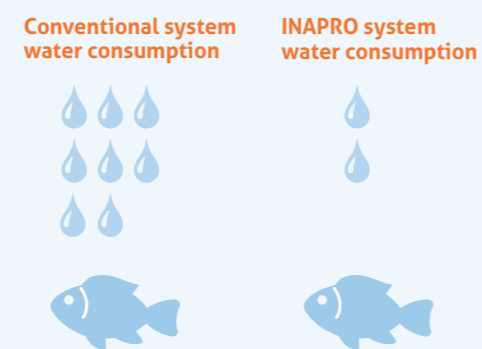 Conventional system
water consumption
INAPRO system
water consumption